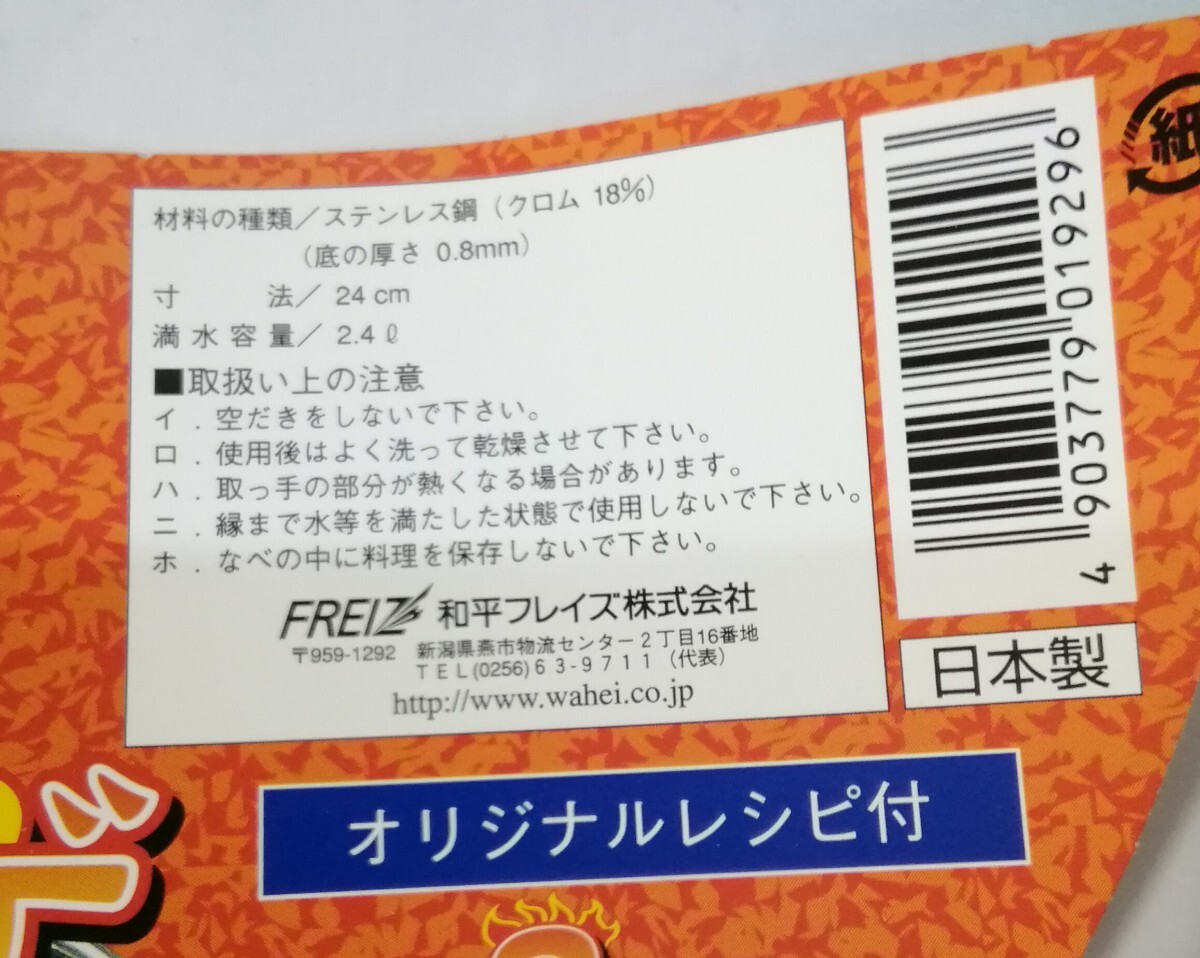 材料の種類／ステンレス鋼（クロム 18%）
（底の厚さ 0.8mm）
寸 法／ 24 cm
満水容量／ 2.4ℓ
■取扱い上の注意
イ．空だきをしないで下さい。
ロ．使用後はよく洗って乾燥させて下さい。
ハ．取っ手の部分が熱くなる場合があります。
ニ．縁まで水等を満たした状態で使用しないで下さい。
ホ．なべの中に料理を保存しないで下さい。
FREIZ 和平フレイズ株式会社
〒959-1292 新潟県燕市物流センター2丁目16番地
TEL(0256)63-9711（代表）
http://www.wahei.co.jp
4 903779 019296
紙
日本製
オリジナルレシピ付